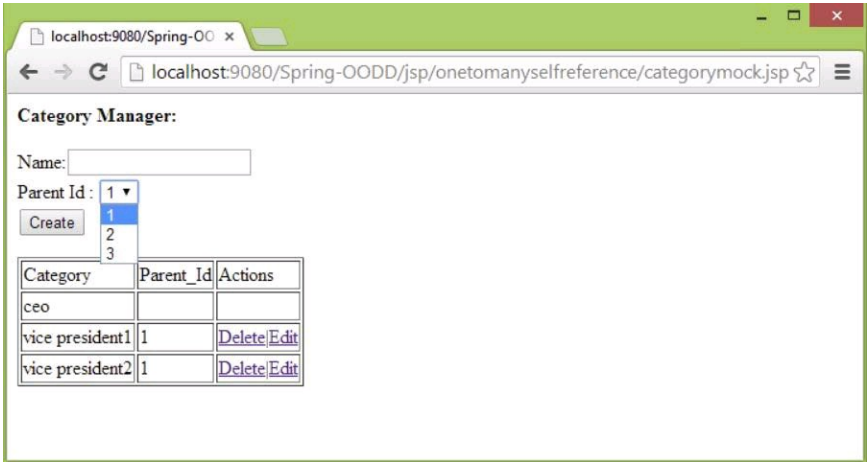 localhost:9080/Spring-OO
localhost:9080/Spring-OODD/jsp/onetomanyselfreference/categorymock.jsp
Category Manager:
Name:
Parent Id : 1
Create
1
2
3
Category Parent_Id Actions
ceo
vice president1 1 Delete|Edit
vice president2 1 Delete|Edit